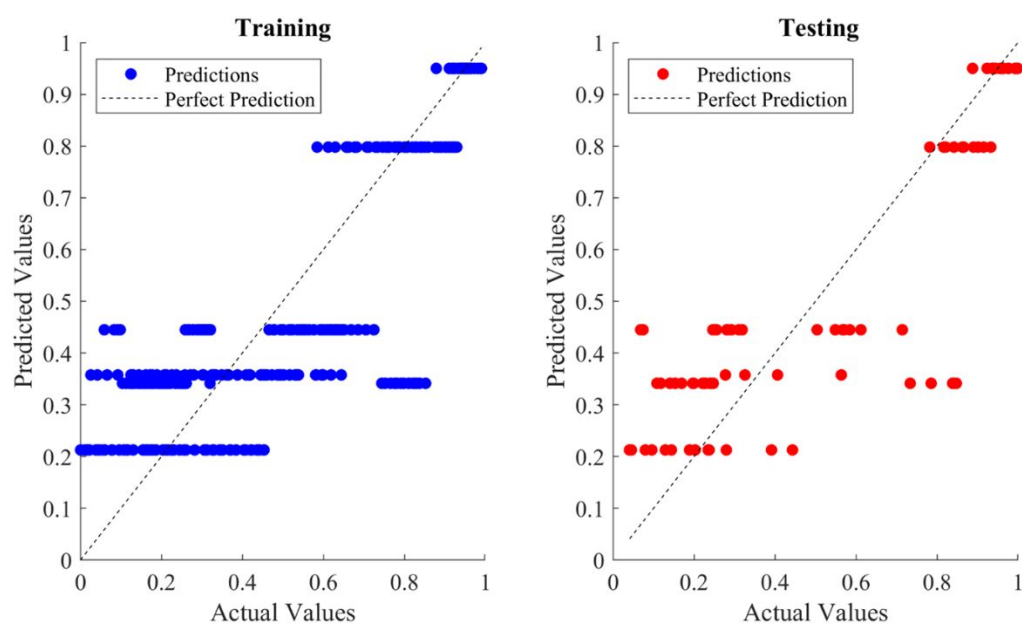 Training
Predictions
Perfect Prediction
Predicted Values
1
0.9
0.8
0.7
0.6
0.5
0.4
0.3
0.2
0.1
0
0 0.2 0.4 0.6 0.8 1
Actual Values
Testing
Predictions
Perfect Prediction
Predicted Values
1
0.9
0.8
0.7
0.6
0.5
0.4
0.3
0.2
0.1
0
0 0.2 0.4 0.6 0.8 1
Actual Values